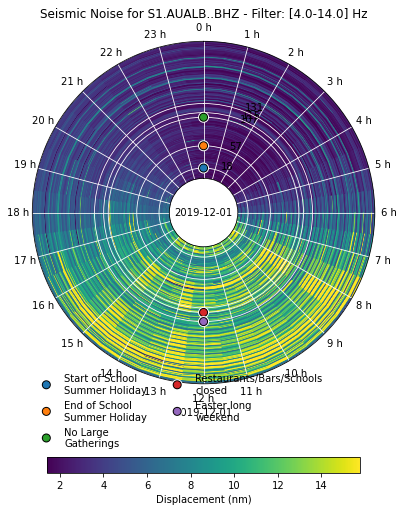 Seismic Noise for S1.AUALB..BHZ - Filter: [4.0-14.0] Hz
0 h
23 h
1 h
22 h
2 h
21 h
3 h
20 h
4 h
19 h
5 h
18 h
6 h
17 h
7 h
16 h
8 h
15 h
9 h
14 h
10 h
13 h
11 h
12 h
131
57
18
2019-12-01
2019-12-01
Start of School
Summer Holiday
End of School
Summer Holiday
No Large
Gatherings
Restaurants/Bars/Schools
closed
Easter long
weekend
2
4
6
8
10
12
14
Displacement (nm)